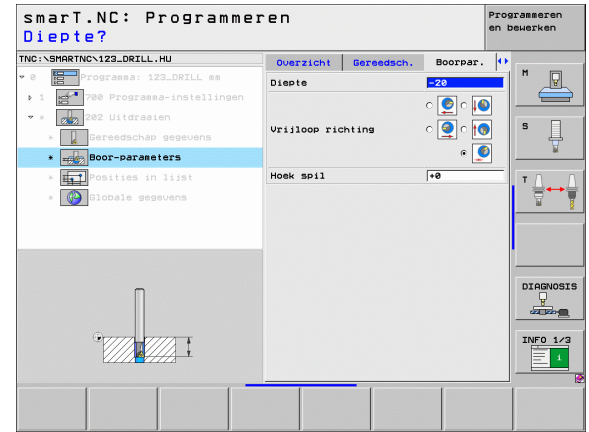 smarT.NC: Programmeren
Diepte?
Programmeren
en bewerken
TNC:\SMARTNC\123_DRILL.HU
0 Programma: 123_DRILL mm
1 700 Programma-instellingen
* 202 Uitdraaien
* Gereedschap gegevens
* Boor-parameters
* Posities in lijst
* Globale gegevens
Overzicht Gereedsch. Boorpar.
Diepte -20
Vrijloop richting
Hoek spil +0
M
S
T
DIAGNOSIS
INFO 1/3